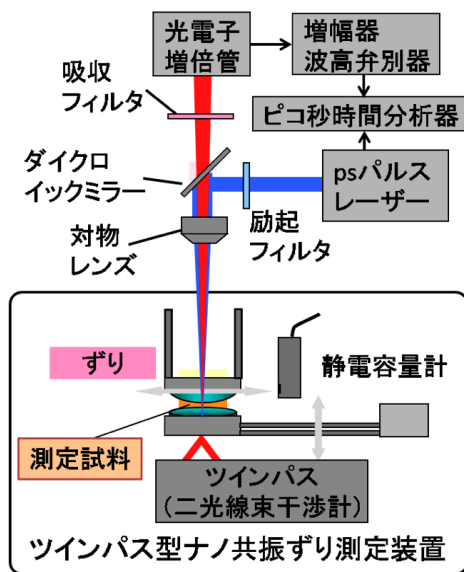 光電子
増倍管
増幅器
波高弁別器
吸収
フィルタ
ピコ秒時間分析器
ダイクロ
イックミラー
psパルス
レーザー
対物
レンズ
励起
フィルタ
ずり
静電容量計
測定試料
ツインパス
(二光線束干渉計)
ツインパス型ナノ共振ずり測定装置